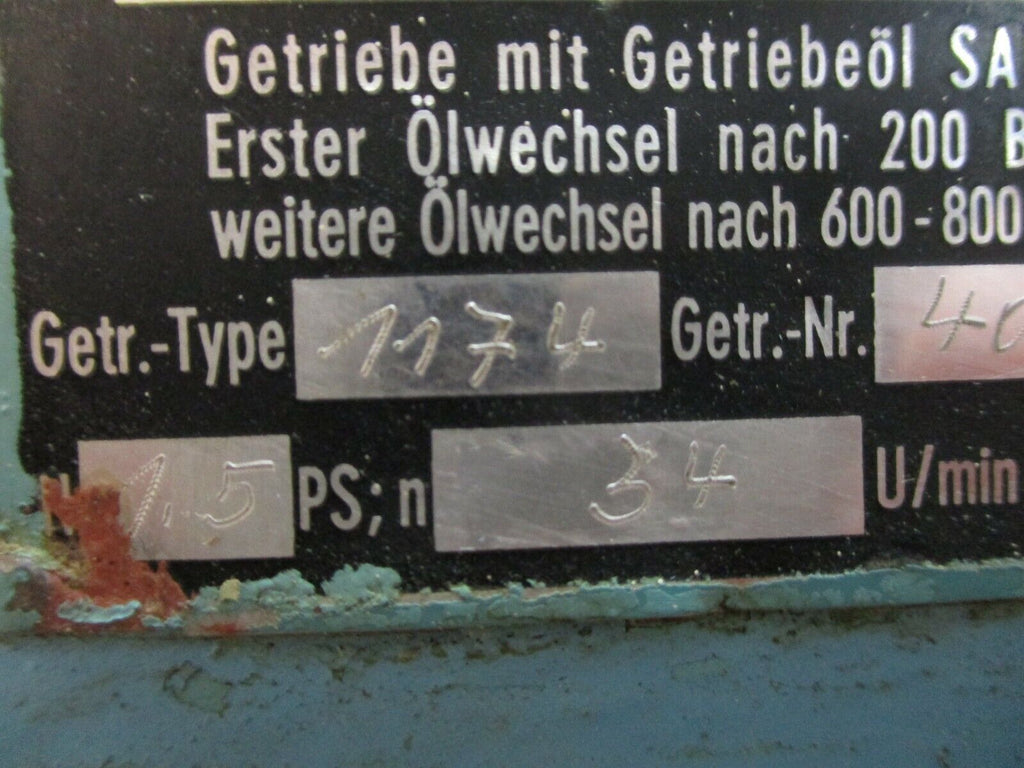 Getriebe mit Getriebeöl SA
Erster Ölwechsel nach 200 B
weitere Ölwechsel nach 600-800
Getr.-Type 1174 Getr.-Nr. 40
N 1,5 PS; n 34 U/min